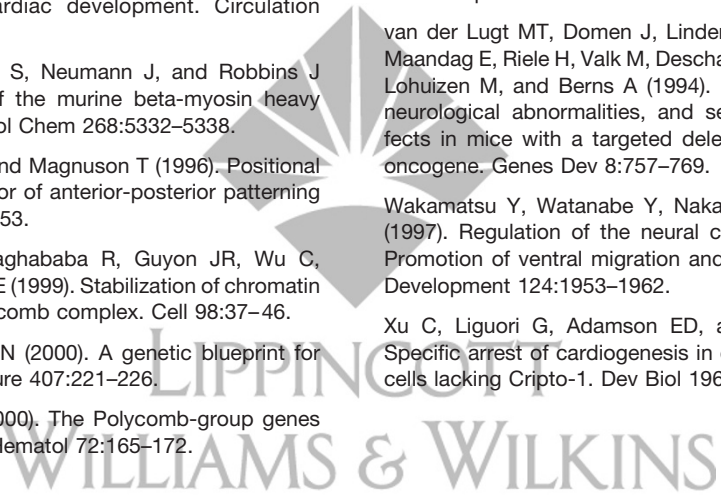 ardiac development. Circulation
S, Neumann J, and Robbins J
f the murine beta-myosin heavy
ol Chem 268:5332–5338.
nd Magnuson T (1996). Positional
or of anterior-posterior patterning
53.
aghababa R, Guyon JR, Wu C,
E (1999). Stabilization of chromatin
comb complex. Cell 98:37–46.
N (2000). A genetic blueprint for
ure 407:221–226.
000). The Polycomb-group genes
Hematol 72:165–172.
van der Lugt MT, Domen J, Linder
Maandag E, Riele H, Valk M, Descha
Lohuizen M, and Berns A (1994).
neurological abnormalities, and se
fects in mice with a targeted dele
oncogene. Genes Dev 8:757–769.
Wakamatsu Y, Watanabe Y, Naka
(1997). Regulation of the neural c
Promotion of ventral migration and
Development 124:1953–1962.
Xu C, Liguori G, Adamson ED, a
Specific arrest of cardiogenesis in
cells lacking Cripto-1. Dev Biol 196
LIPPINCOTT
WILLIAMS & WILKINS